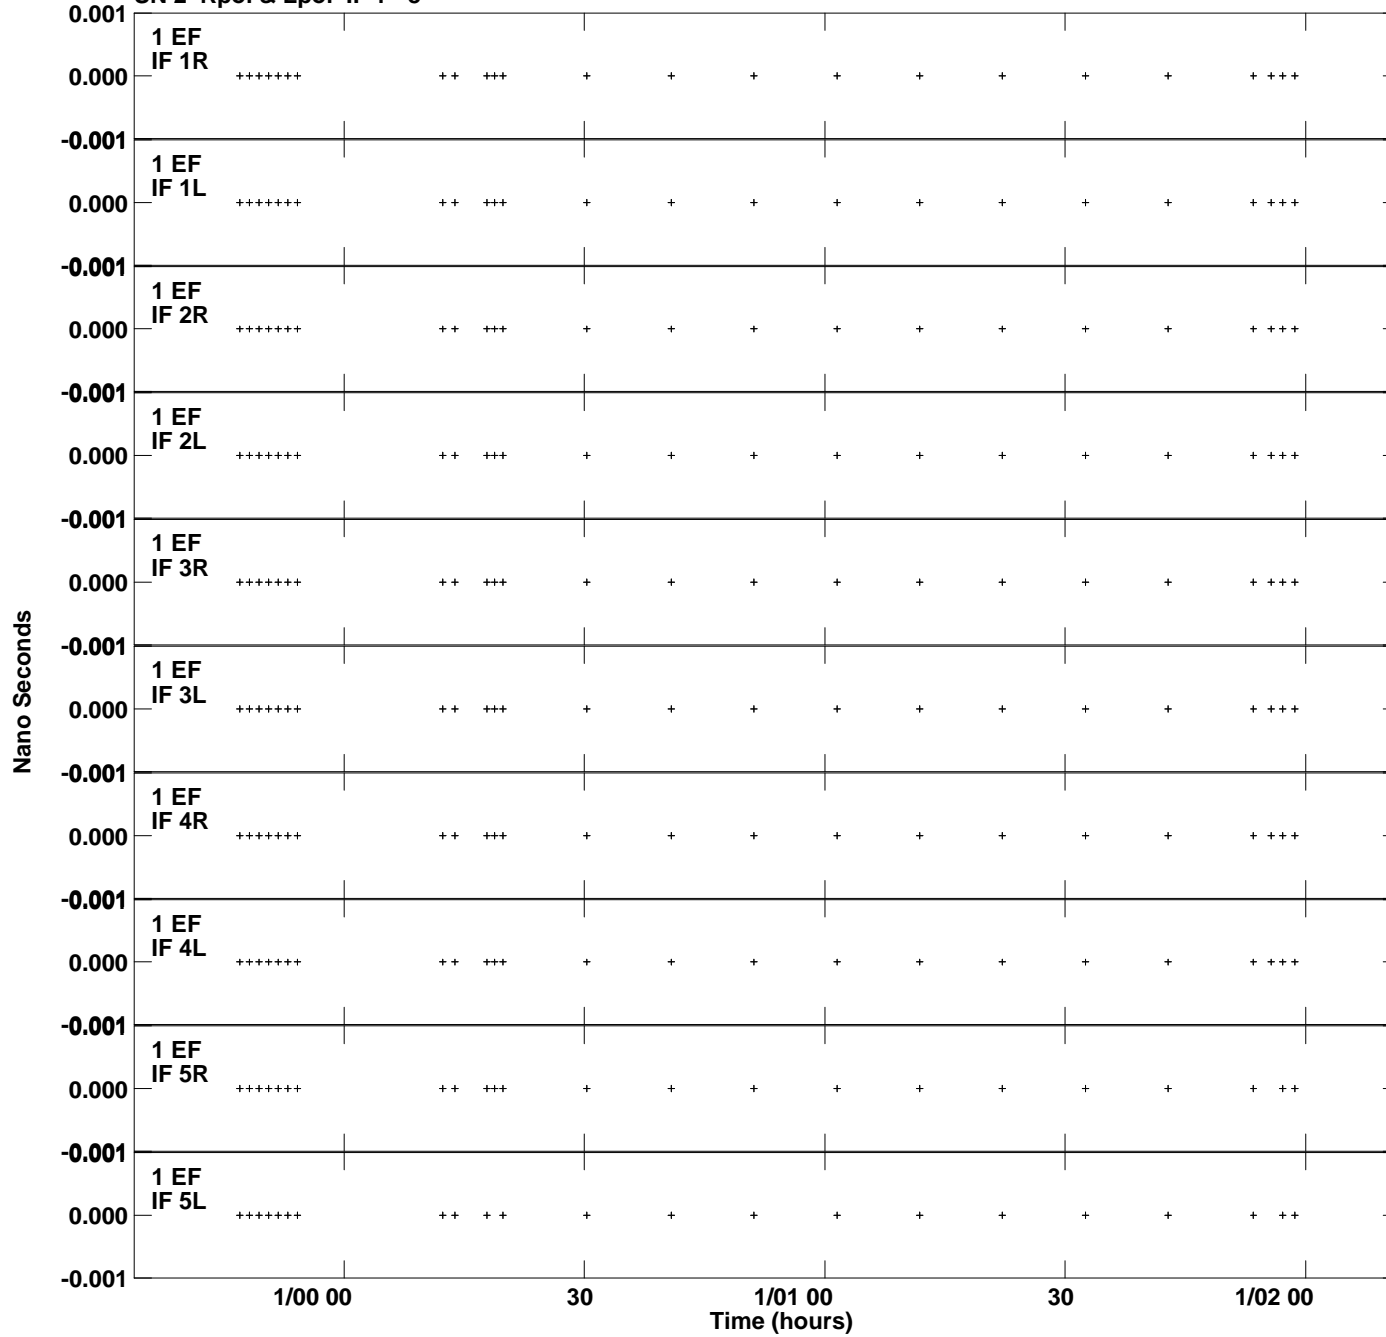 0.001
1 EF
IF 1R
0.000
-0.001
1 EF
IF 1L
0.000
-0.001
1 EF
IF 2R
0.000
-0.001
1 EF
IF 2L
0.000
-0.001
1 EF
IF 3R
0.000
-0.001
1 EF
IF 3L
0.000
-0.001
1 EF
IF 4R
0.000
-0.001
1 EF
IF 4L
0.000
-0.001
1 EF
IF 5R
0.000
-0.001
1 EF
IF 5L
0.000
-0.001
Nano Seconds
1/00 00 30 1/01 00 30 1/02 00
Time (hours)